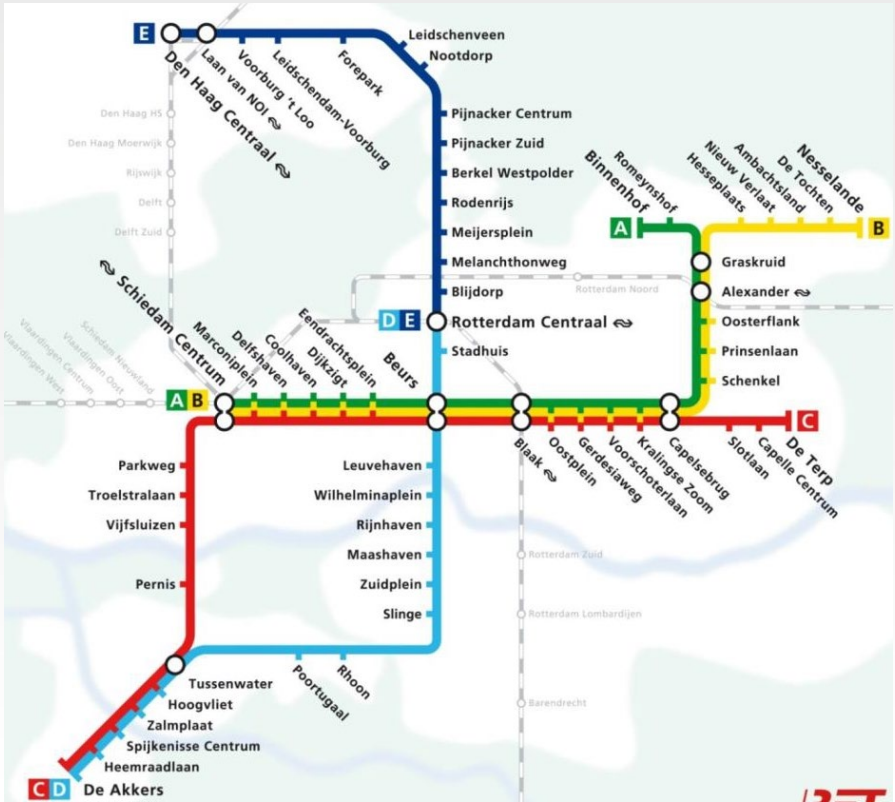 E
Leidschenveen
Nootdorp
Den Haag Centraal
Laan van NOI
Voorburg 't Loo
Leidschendam-Voorburg
Forepark
Den Haag HS
Den Haag Moerwijk
Rijswijk
Delft
Delft Zuid
Pijnacker Centrum
Pijnacker Zuid
Berkel Westpolder
Rodenrijs
Meijersplein
Melanchthonweg
Blijdorp
D E Rotterdam Centraal
Stadhuis
Rotterdam Noord
Binnenhof
Romeynshof
Hesseplaats
Nieuw Verlaat
Ambachtsland
De Tochten
Nesselande
A
B
Graskruid
Alexander
Oosterflank
Prinsenlaan
Schenkel
Schiedam Centrum
Marconiplein
Delfshaven
Coolhaven
Dijkzigt
Eendrachtsplein
Beurs
Vlaardingen West
Vlaardingen Centrum
Vlaardingen Oost
Schiedam Nieuwland
A B
C
Blaak
Oostplein
Gerdesiaweg
Voorschoterlaan
Kralingse Zoom
Capelsebrug
Slotlaan
Capelle Centrum
De Terp
Parkweg
Troelstralaan
Vijfsluizen
Pernis
Leuvehaven
Wilhelminaplein
Rijnhaven
Maashaven
Zuidplein
Slinge
Rotterdam Zuid
Rotterdam Lombardijen
Barendrecht
Rhoon
Poortugaal
Tussenwater
Hoogvliet
Zalmplaat
Spijkenisse Centrum
Heemraadlaan
C D De Akkers